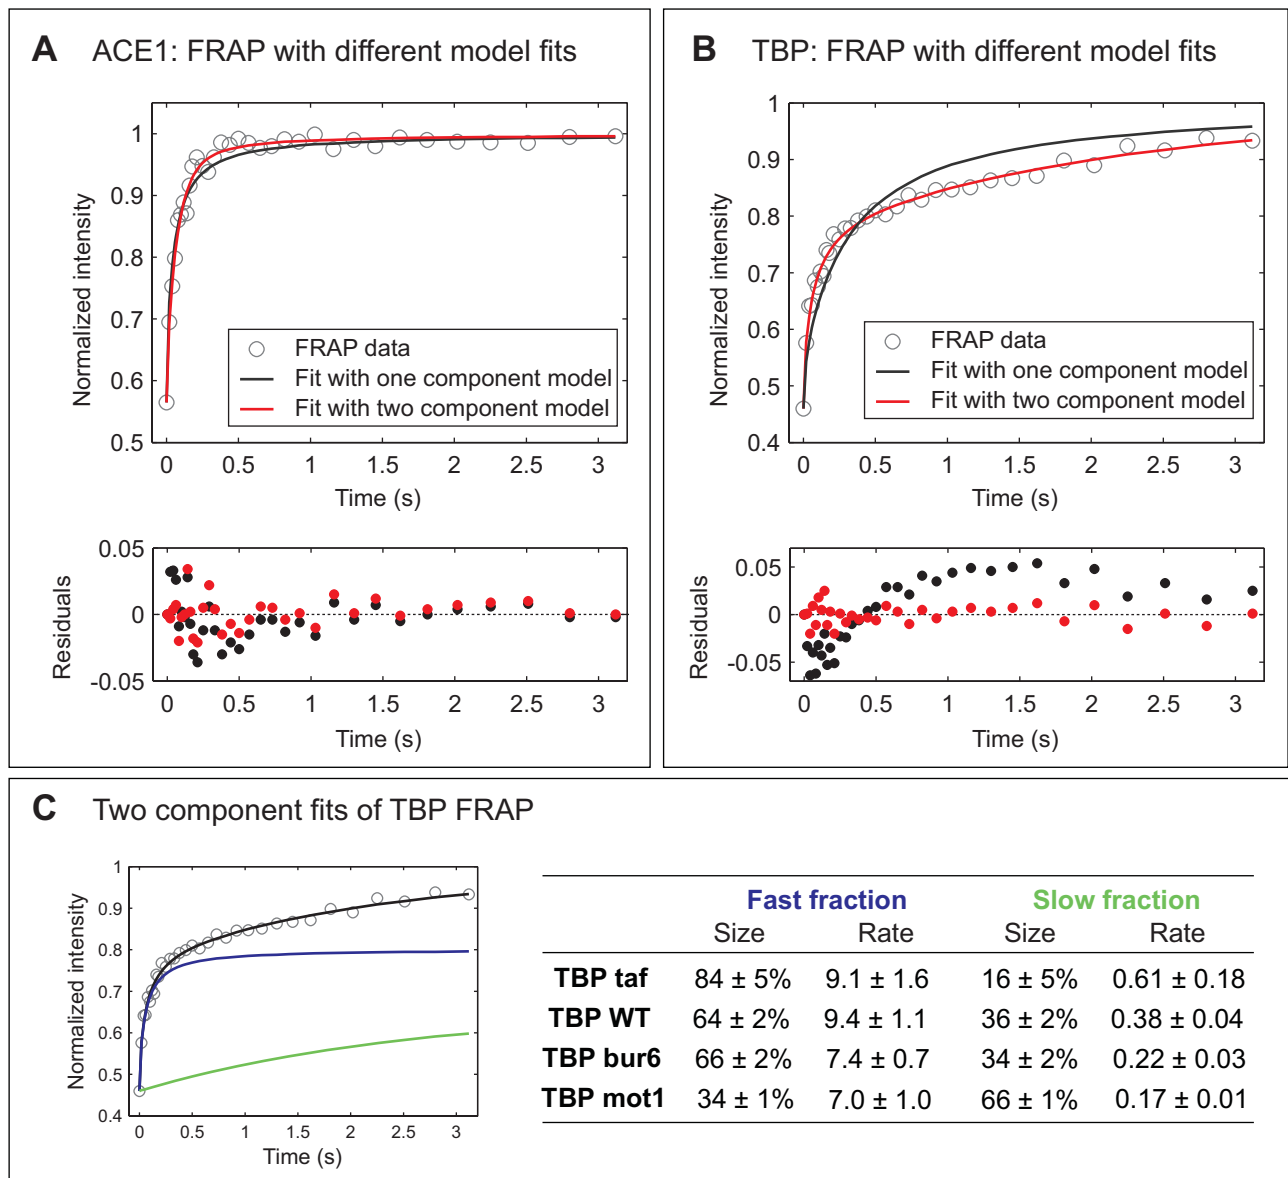 A ACE1: FRAP with different model fits
1
0.9
0.8
0.7
0.6
0.5
Normalized intensity
FRAP data
Fit with one component model
Fit with two component model
0 0.5 1 1.5 2 2.5 3
Time (s)
0.05
0
-0.05
Residuals
0 0.5 1 1.5 2 2.5 3
Time (s)
B TBP: FRAP with different model fits
1
0.9
0.8
0.7
0.6
0.5
0.4
Normalized intensity
FRAP data
Fit with one component model
Fit with two component model
0 0.5 1 1.5 2 2.5 3
Time (s)
0.05
0
-0.05
Residuals
0 0.5 1 1.5 2 2.5 3
Time (s)
C Two component fits of TBP FRAP
1
0.9
0.8
0.7
0.6
0.5
0.4
Normalized intensity
0 0.5 1 1.5 2 2.5 3
Time (s)
Fast fraction Slow fraction
Size Rate Size Rate
TBP taf 84 ± 5% 9.1 ± 1.6 16 ± 5% 0.61 ± 0.18
TBP WT 64 ± 2% 9.4 ± 1.1 36 ± 2% 0.38 ± 0.04
TBP bur6 66 ± 2% 7.4 ± 0.7 34 ± 2% 0.22 ± 0.03
TBP mot1 34 ± 1% 7.0 ± 1.0 66 ± 1% 0.17 ± 0.01